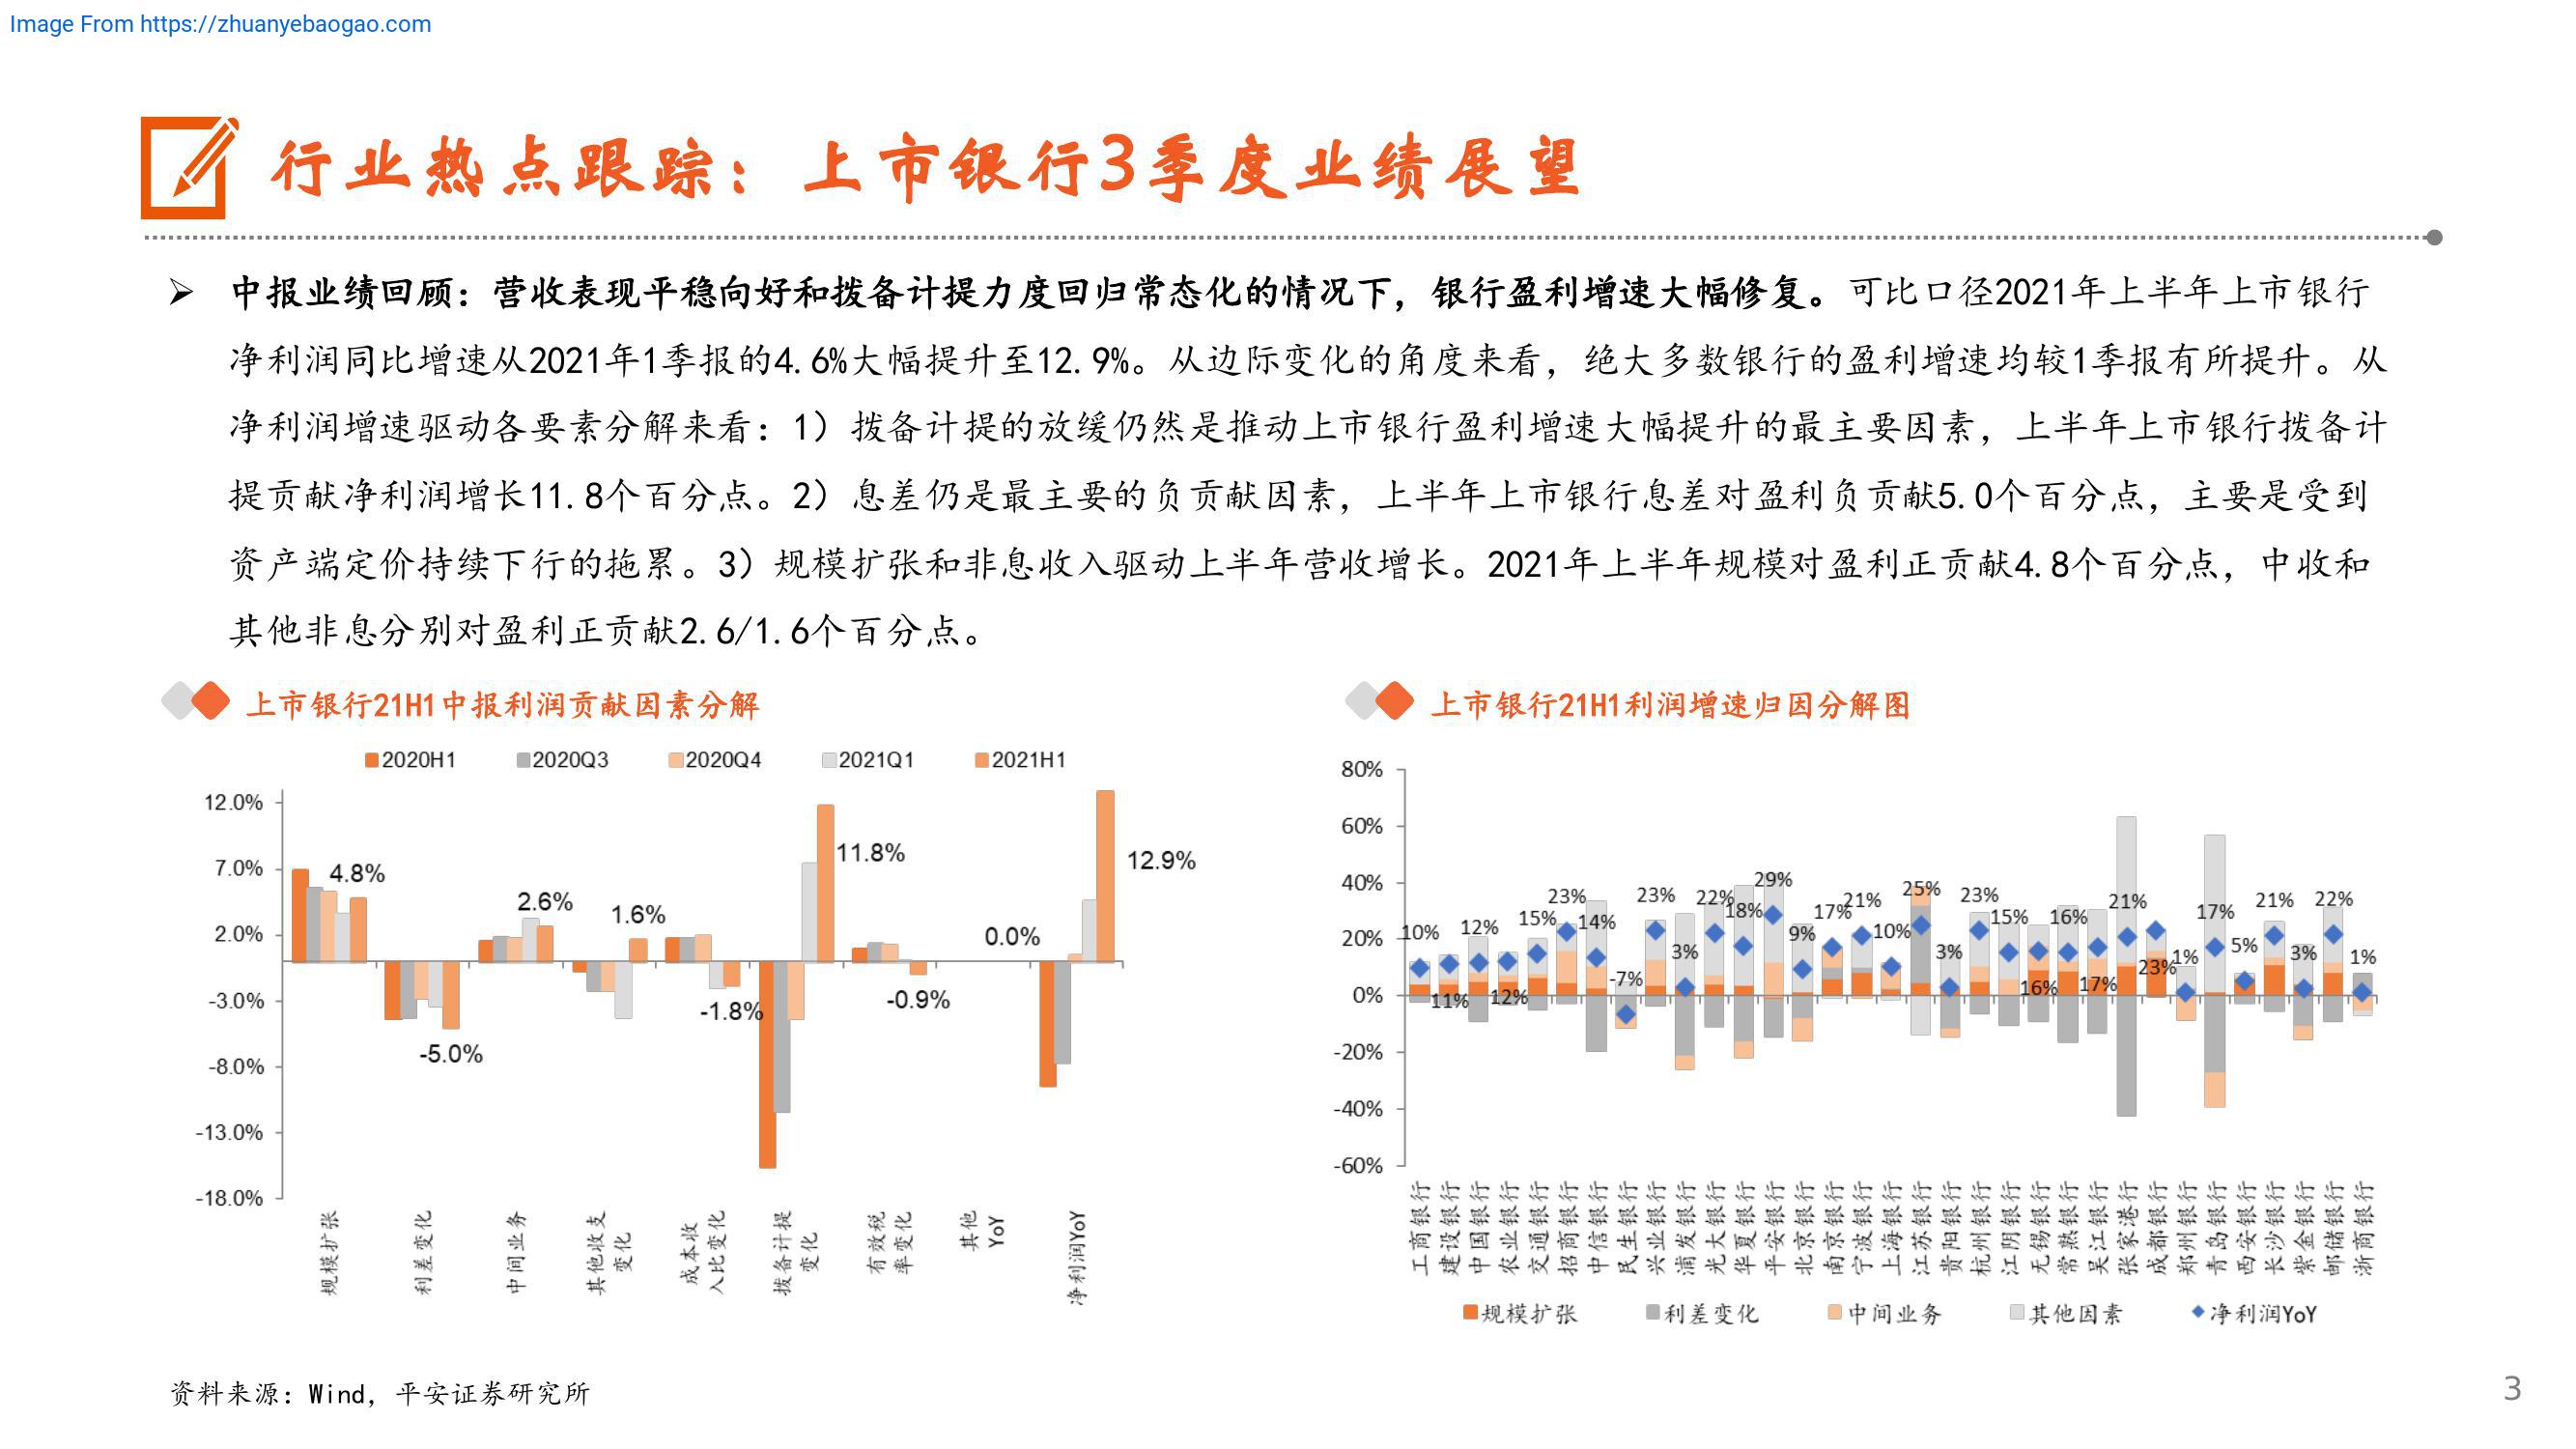 Image From https://zhuanyebaogao.com
行业热点跟踪：上市银行3季度业绩展望
➢ 中报业绩回顾：营收表现平稳向好和拨备计提力度回归常态化的情况下，银行盈利增速大幅修复。可比口径2021年上半年上市银行
净利润同比增速从2021年1季报的4.6%大幅提升至12.9%。从边际变化的角度来看，绝大多数银行的盈利增速均较1季报有所提升。从
净利润增速驱动各要素分解来看：1）拨备计提的放缓仍然是推动上市银行盈利增速大幅提升的最主要因素，上半年上市银行拨备计
提贡献净利润增长11.8个百分点。2）息差仍是最主要的负贡献因素，上半年上市银行息差对盈利负贡献5.0个百分点，主要是受到
资产端定价持续下行的拖累。3）规模扩张和非息收入驱动上半年营收增长。2021年上半年规模对盈利正贡献4.8个百分点，中收和
其他非息分别对盈利正贡献2.6/1.6个百分点。
上市银行21H1中报利润贡献因素分解
2020H1 2020Q3 2020Q4 2021Q1 2021H1
12.0%
7.0%
2.0%
-3.0%
-8.0%
-13.0%
-18.0%
4.8%
-5.0%
2.6%
1.6%
-1.8%
11.8%
-0.9%
0.0%
12.9%
规模扩张
利差变化
中间业务
其他收支
变化
成本收
入比变化
拨备计提
变化
有效税
率变化
其他
YoY
净利润YoY
上市银行21H1利润增速归因分解图
80%
60%
40%
20%
0%
-20%
-40%
-60%
10%
11%
12%
12%
15%
23%
14%
-7%
23%
3%
22%
18%
29%
9%
17%
21%
10%
25%
3%
23%
15%
16%
16%
17%
21%
23%
1%
17%
5%
21%
3%
22%
1%
工商银行
建设银行
中国银行
农业银行
交通银行
招商银行
中信银行
民生银行
兴业银行
浦发银行
光大银行
华夏银行
平安银行
北京银行
南京银行
宁波银行
上海银行
江苏银行
贵阳银行
杭州银行
江阴银行
无锡银行
常熟银行
吴江银行
张家港行
成都银行
郑州银行
青岛银行
西安银行
长沙银行
紫金银行
邮储银行
浙商银行
规模扩张 利差变化 中间业务 其他因素 净利润YoY
资料来源：Wind，平安证券研究所
3